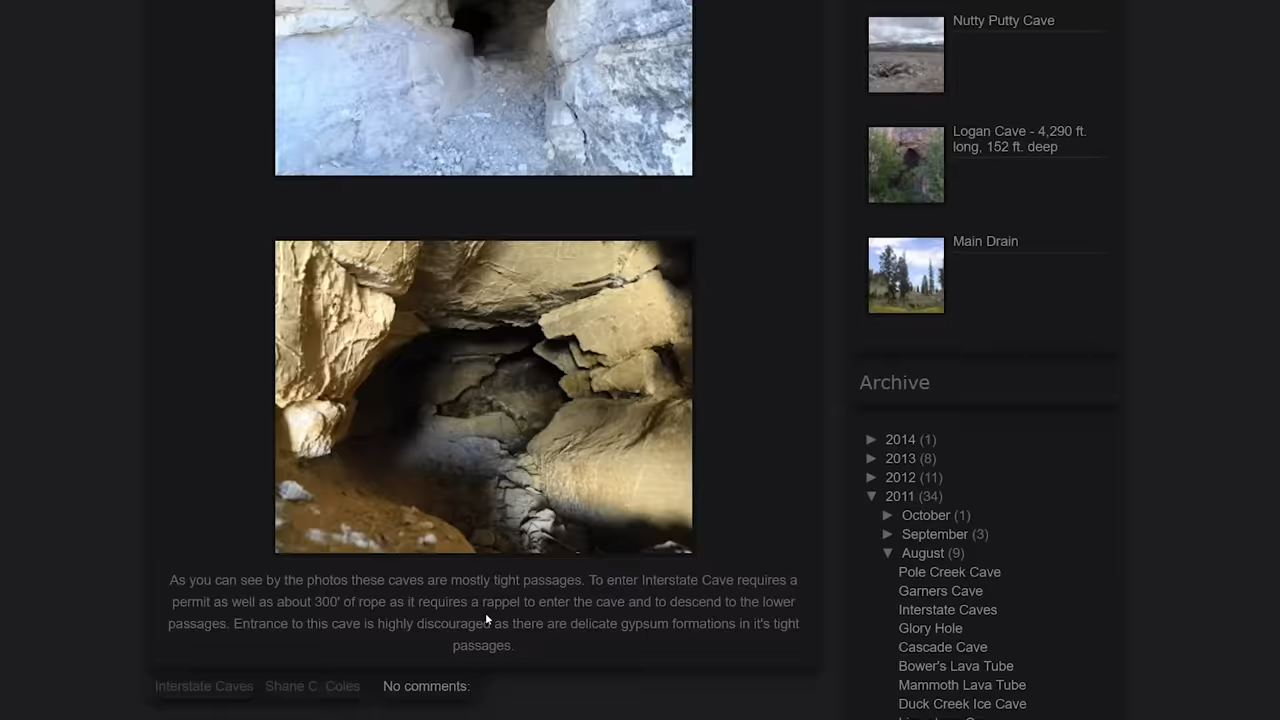 Nutty Putty Cave
Logan Cave - 4,290 ft.
long, 152 ft. deep
Main Drain
Archive
► 2014 (1)
► 2013 (8)
► 2012 (11)
▼ 2011 (34)
► October (1)
► September (3)
▼ August (9)
Pole Creek Cave
Garners Cave
Interstate Caves
Glory Hole
Cascade Cave
Bower's Lava Tube
Mammoth Lava Tube
Duck Creek Ice Cave
As you can see by the photos these caves are mostly tight passages. To enter Interstate Cave requires a
permit as well as about 300' of rope as it requires a rappel to enter the cave and to descend to the lower
passages. Entrance to this cave is highly discouraged as there are delicate gypsum formations in it's tight
passages.
Interstate Caves Shane C. Coles No comments: